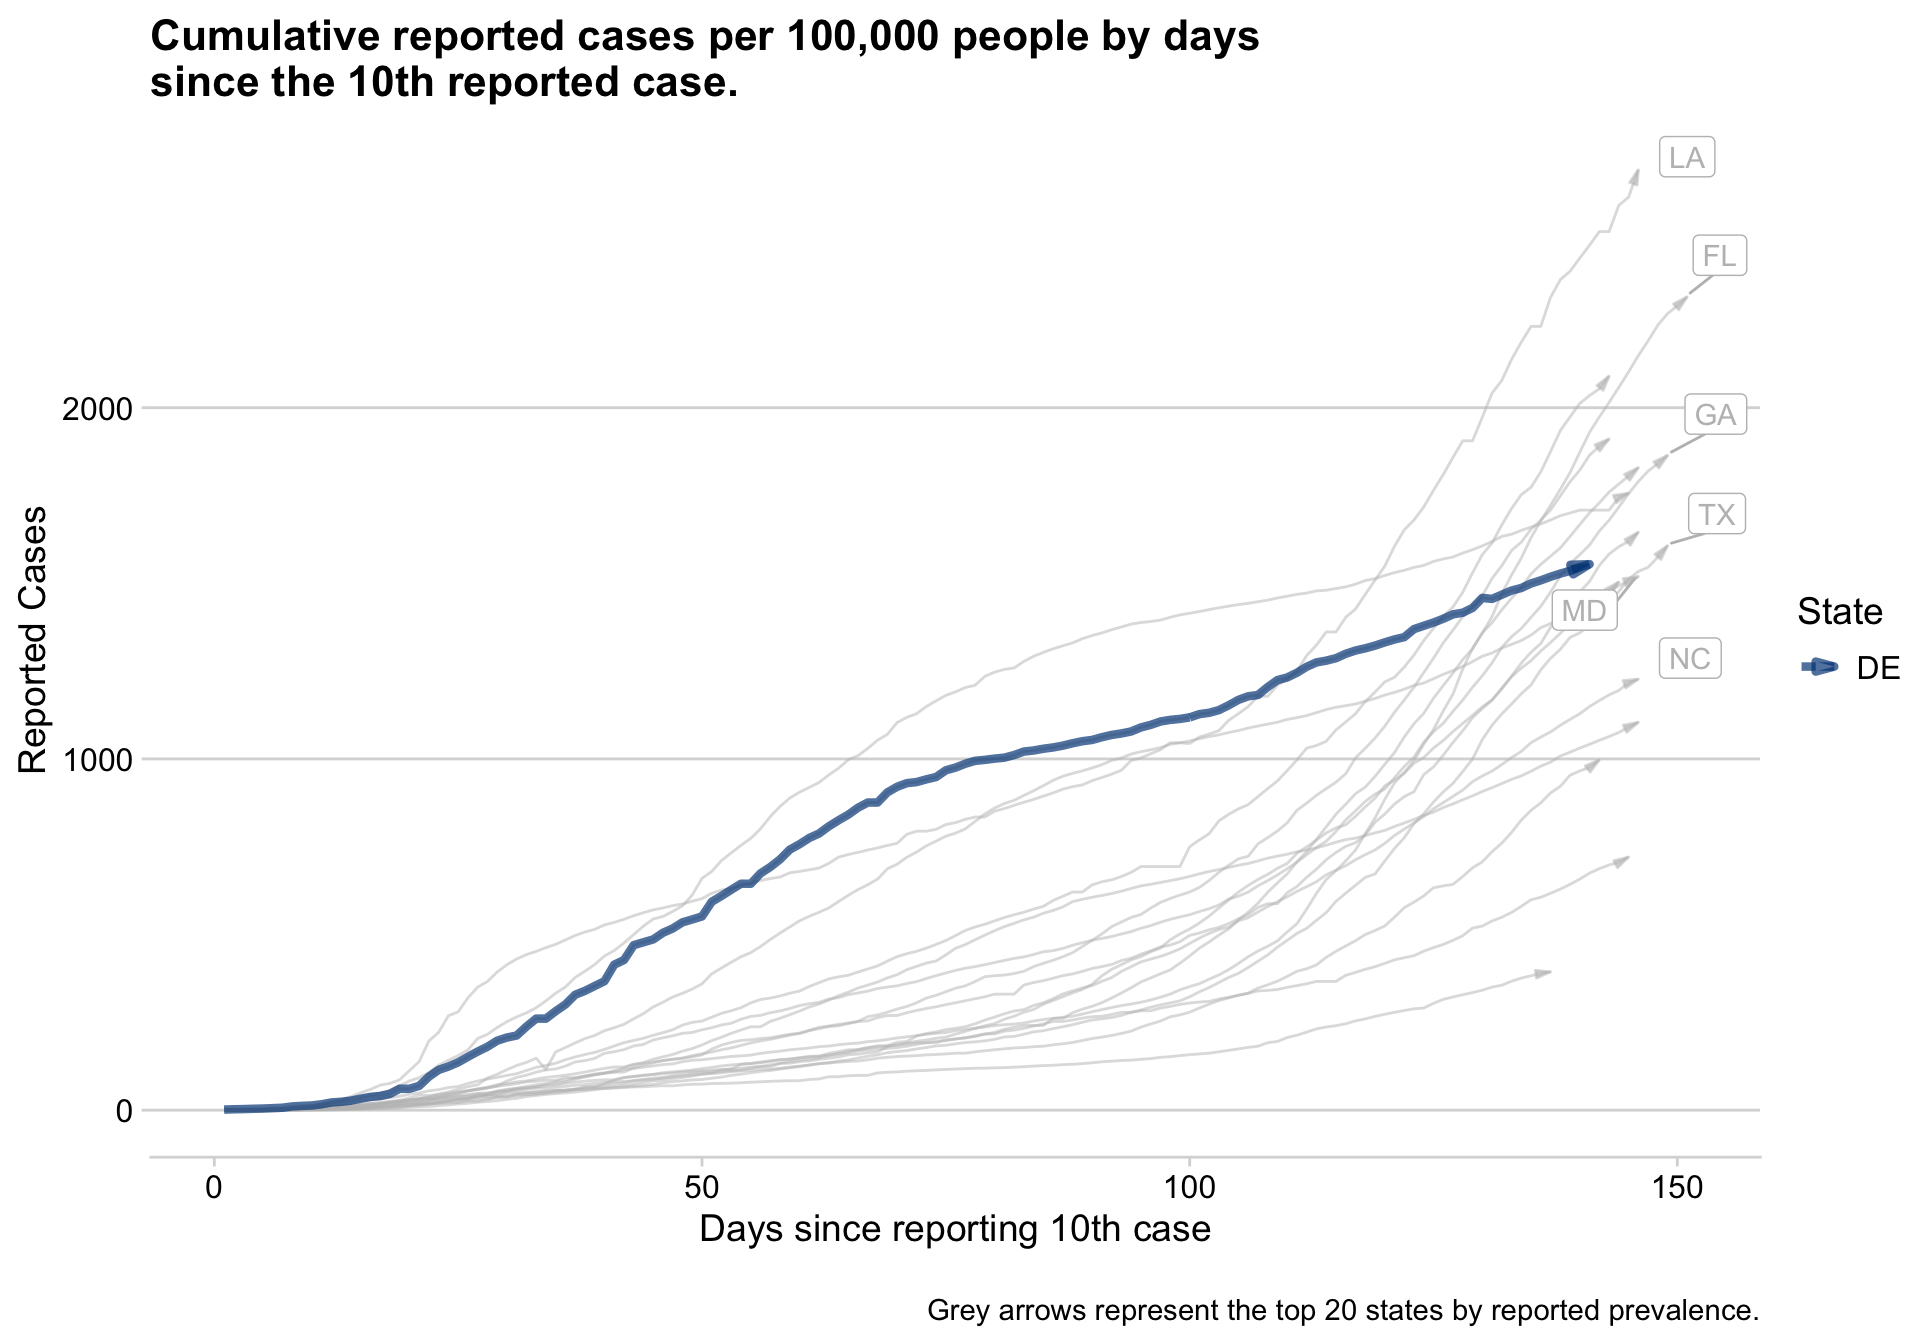 Cumulative reported cases per 100,000 people by days
since the 10th reported case.
LA
FL
2000
GA
TX
Reported Cases
MD
State
NC
DE
1000
0
0 50 100 150
Days since reporting 10th case
Grey arrows represent the top 20 states by reported prevalence.